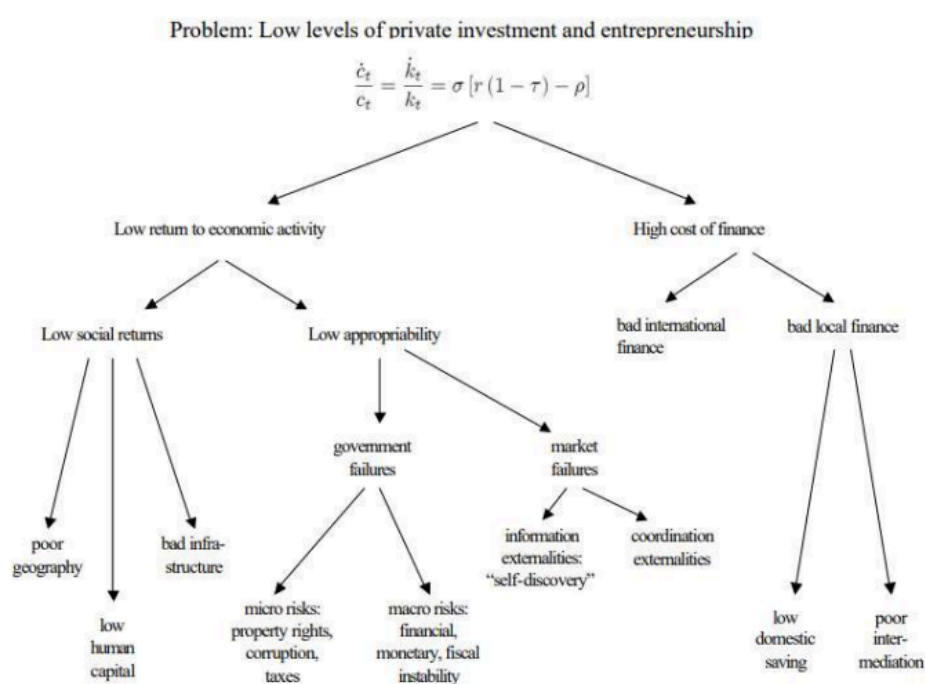 Problem: Low levels of private investment and entrepreneurship
ċₜ/cₜ = k̇ₜ/kₜ = σ [r (1 − τ) − ρ]
Low return to economic activity
High cost of finance
Low social returns
Low appropriability
bad international
finance
bad local finance
government
failures
market
failures
poor
geography
bad infra-
structure
information
externalities:
“self-discovery”
coordination
externalities
low
human
capital
micro risks:
property rights,
corruption,
taxes
macro risks:
financial,
monetary, fiscal
instability
low
domestic
saving
poor
inter-
mediation